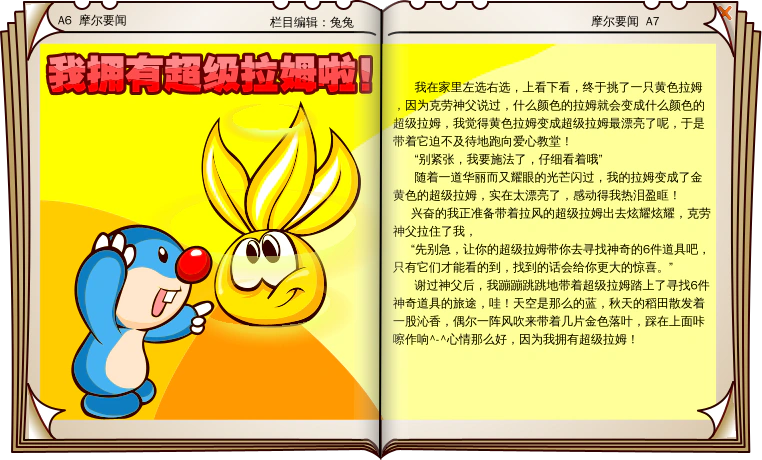 A6 摩尔要闻
栏目编辑：兔兔
我拥有超级拉姆啦！
摩尔要闻 A7
我在家里左选右选，上看下看，终于挑了一只黄色拉姆
，因为克劳神父说过，什么颜色的拉姆就会变成什么颜色的
超级拉姆，我觉得黄色拉姆变成超级拉姆最漂亮了呢，于是
带着它迫不及待地跑向爱心教堂！
“别紧张，我要施法了，仔细看着哦”
随着一道华丽而又耀眼的光芒闪过，我的拉姆变成了金
黄色的超级拉姆，实在太漂亮了，感动得我热泪盈眶！
兴奋的我正准备带着拉风的超级拉姆出去炫耀炫耀，克劳
神父拉住了我，
“先别急，让你的超级拉姆带你去寻找神奇的6件道具吧，
只有它们才能看的到，找到的话会给你更大的惊喜。”
谢过神父后，我蹦蹦跳跳地带着超级拉姆踏上了寻找6件
神奇道具的旅途，哇！天空是那么的蓝，秋天的稻田散发着
一股沁香，偶尔一阵风吹来带着几片金色落叶，踩在上面咔
嚓作响^-^心情那么好，因为我拥有超级拉姆！